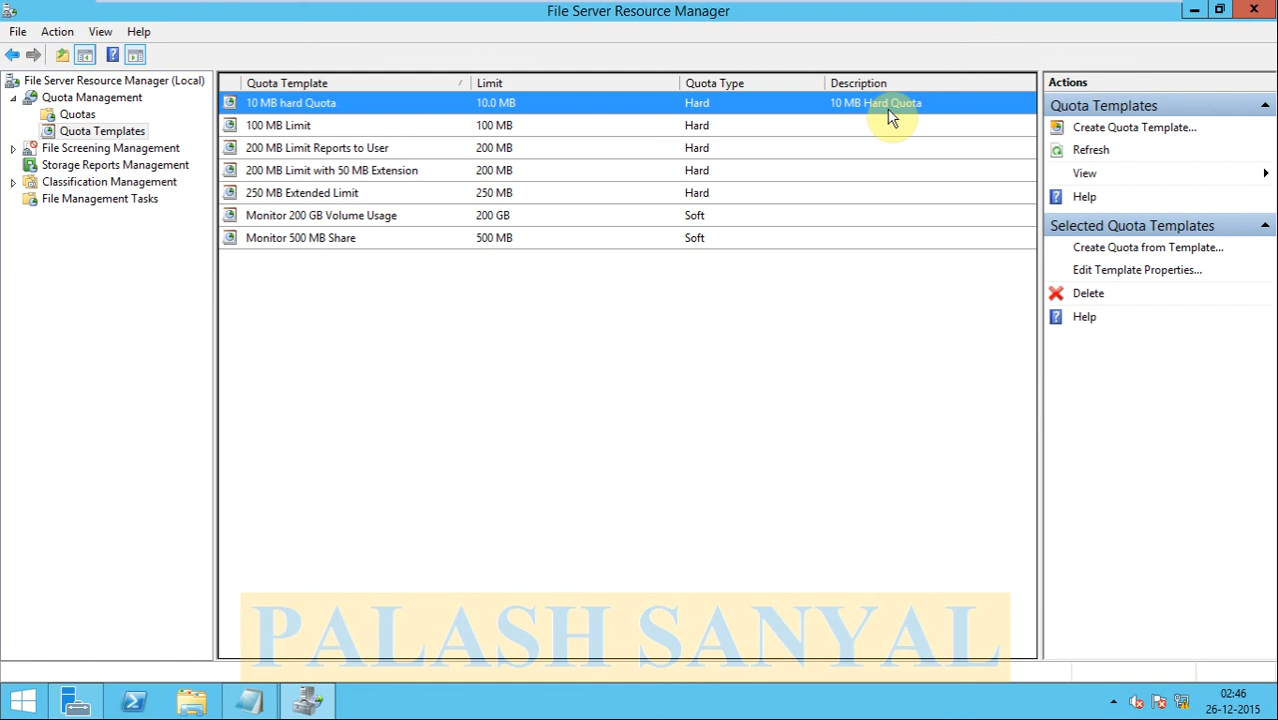 File Server Resource Manager
File Action View Help
File Server Resource Manager (Local)
Quota Management
Quotas
Quota Templates
File Screening Management
Storage Reports Management
Classification Management
File Management Tasks
Quota Template Limit Quota Type Description
10 MB hard Quota 10.0 MB Hard 10 MB Hard Quota
100 MB Limit 100 MB Hard
200 MB Limit Reports to User 200 MB Hard
200 MB Limit with 50 MB Extension 200 MB Hard
250 MB Extended Limit 250 MB Hard
Monitor 200 GB Volume Usage 200 GB Soft
Monitor 500 MB Share 500 MB Soft
Actions
Quota Templates
Create Quota Template...
Refresh
View
Help
Selected Quota Templates
Create Quota from Template...
Edit Template Properties...
Delete
Help
PALASH SANYAL
02:46
26-12-2015